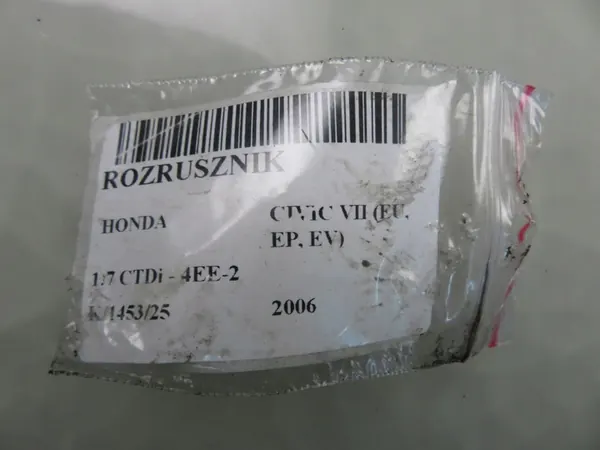 ROZRUSZNIK
HONDA CIVIC VII (EU,
EP, EV)
1.7 CTDi - 4EE-2
K/1453/25 2006